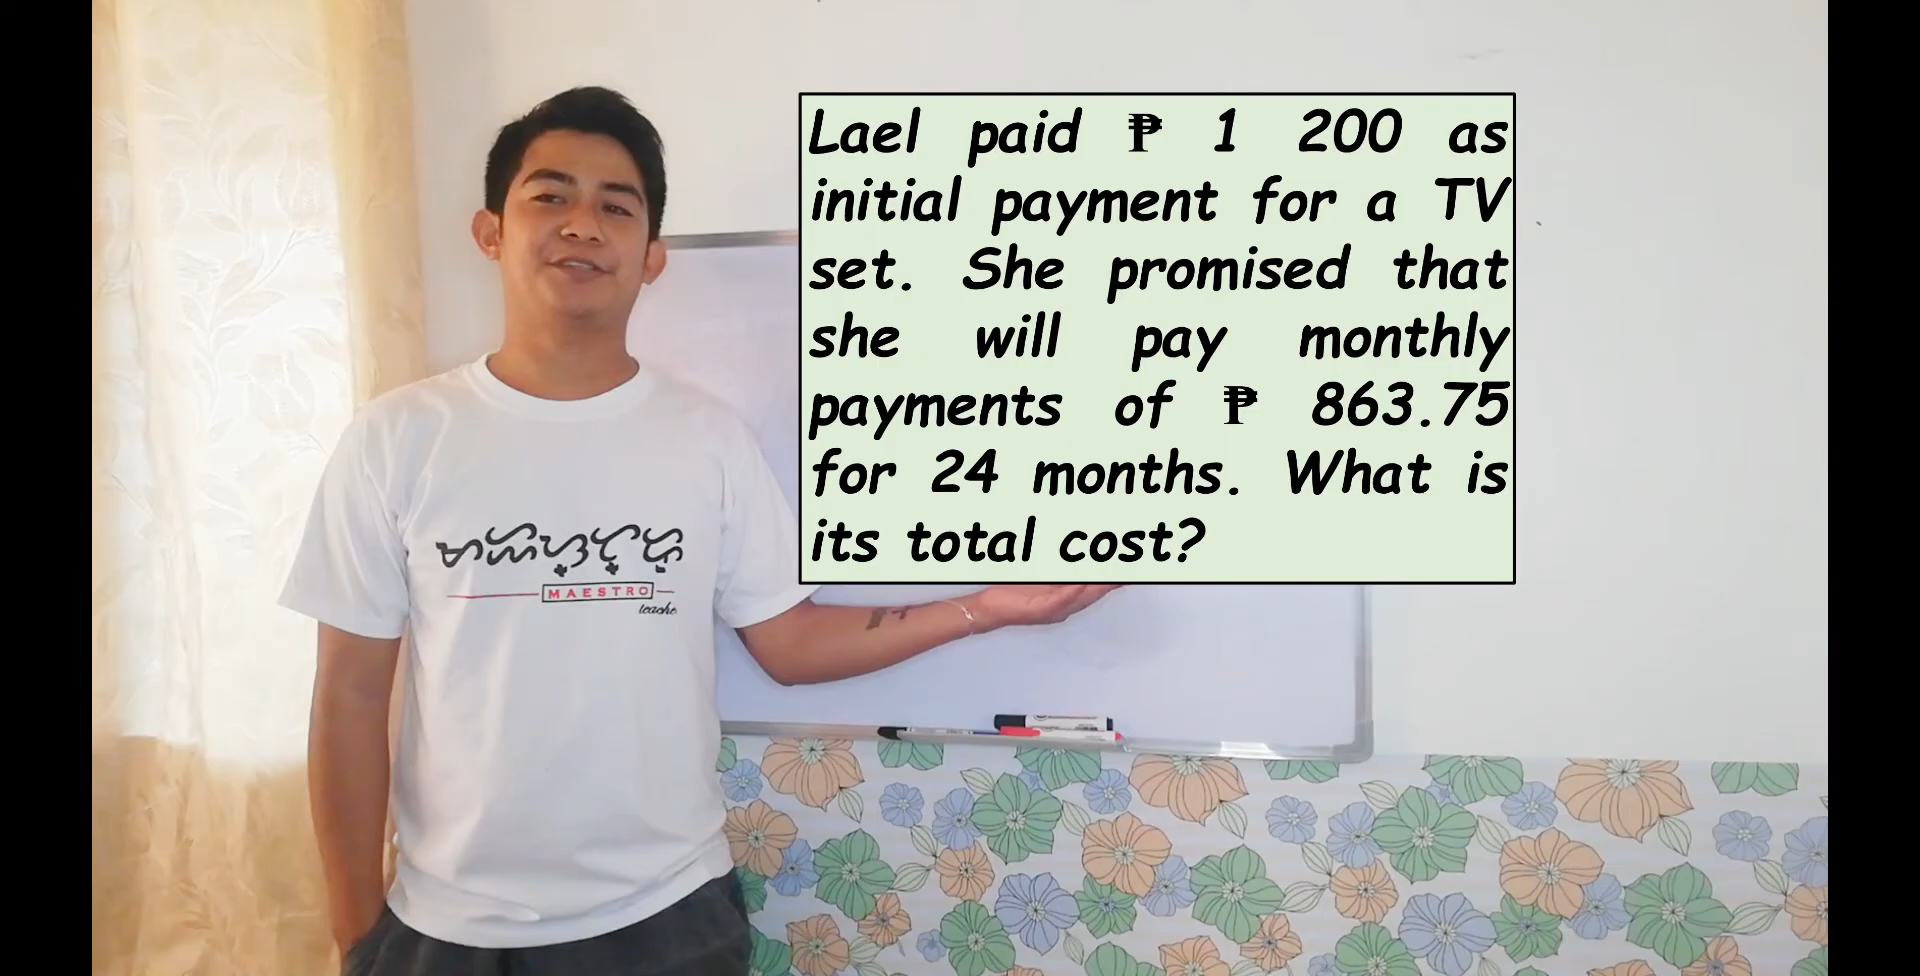 Lael paid ₱ 1 200 as
initial payment for a TV
set. She promised that
she will pay monthly
payments of ₱ 863.75
for 24 months. What is
its total cost?
MAESTRO